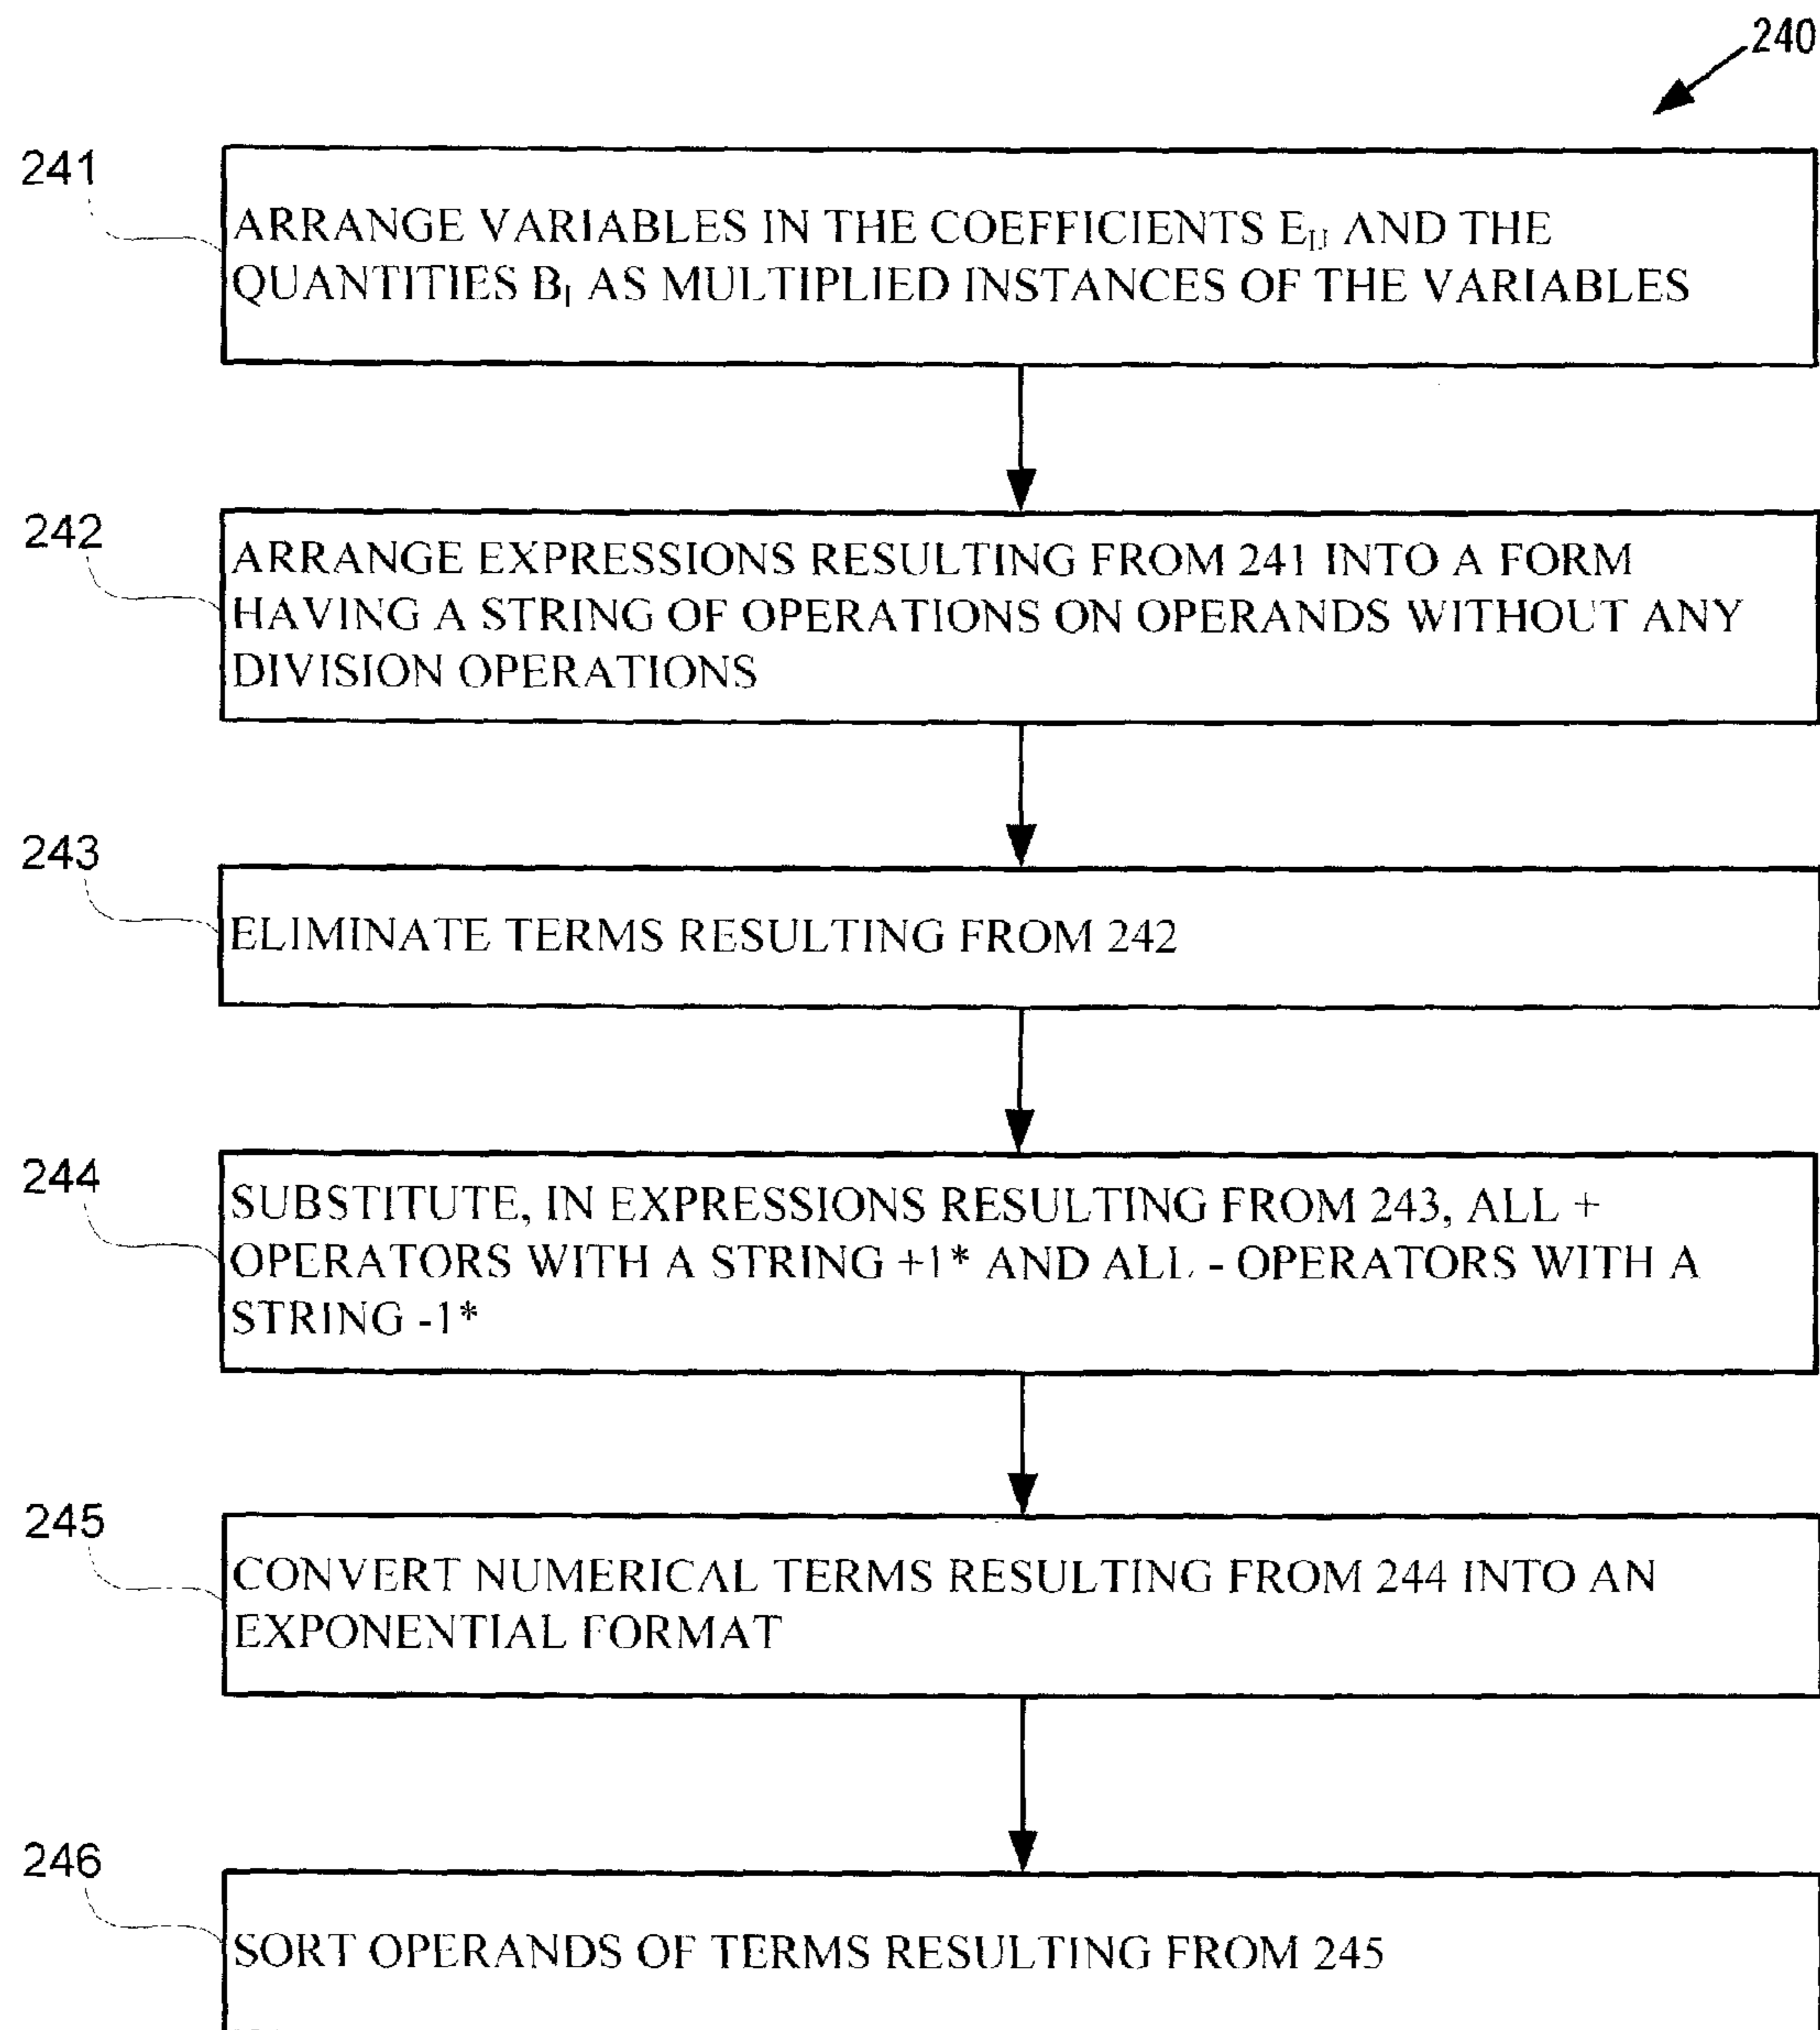 240
241
ARRANGE VARIABLES IN THE COEFFICIENTS E_IJ AND THE
QUANTITIES B_I AS MULTIPLIED INSTANCES OF THE VARIABLES
242
ARRANGE EXPRESSIONS RESULTING FROM 241 INTO A FORM
HAVING A STRING OF OPERATIONS ON OPERANDS WITHOUT ANY
DIVISION OPERATIONS
243
ELIMINATE TERMS RESULTING FROM 242
244
SUBSTITUTE, IN EXPRESSIONS RESULTING FROM 243, ALL +
OPERATORS WITH A STRING +1* AND ALL - OPERATORS WITH A
STRING -1*
245
CONVERT NUMERICAL TERMS RESULTING FROM 244 INTO AN
EXPONENTIAL FORMAT
246
SORT OPERANDS OF TERMS RESULTING FROM 245